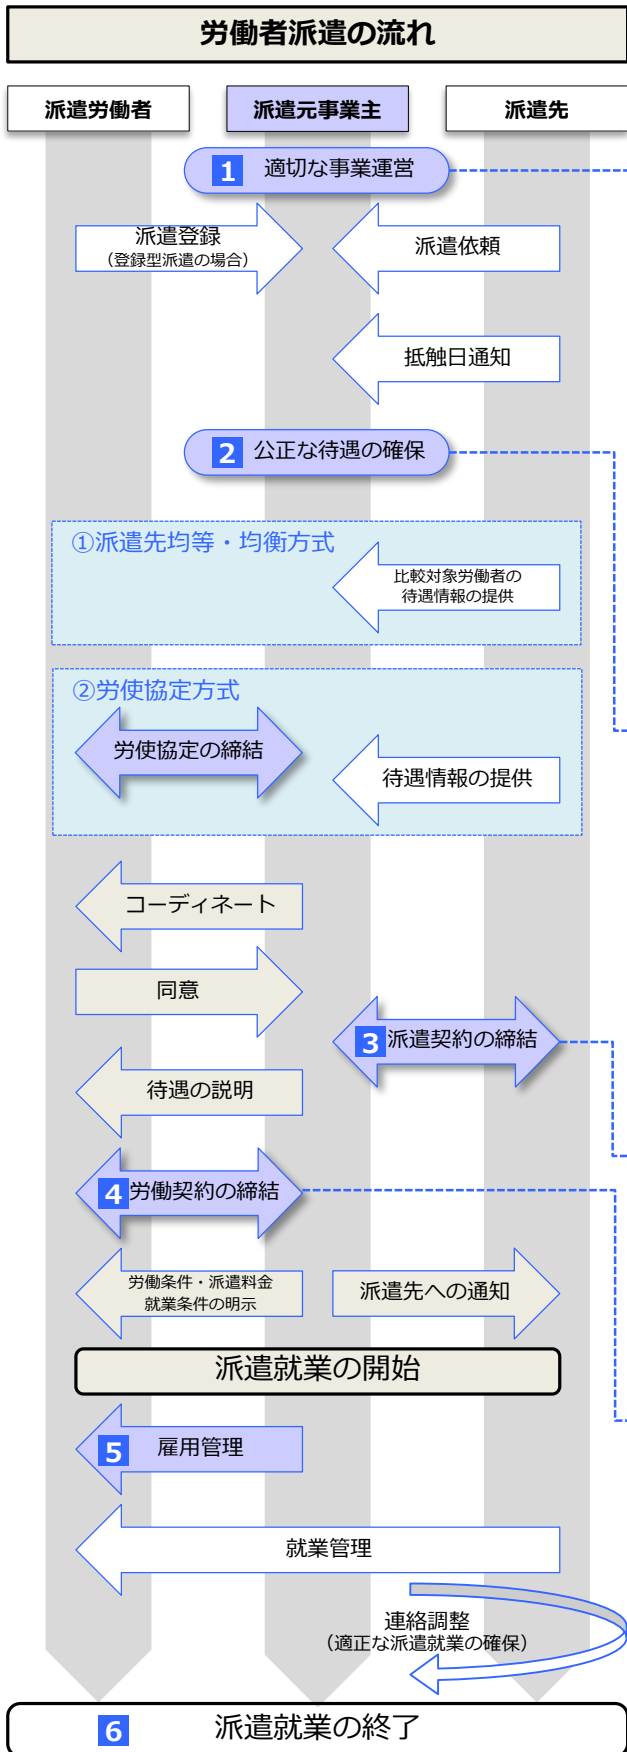 労働者派遣の流れ
派遣労働者
派遣元事業主
派遣先
1 適切な事業運営
派遣登録
（登録型派遣の場合）
派遣依頼
抵触日通知
2 公正な待遇の確保
①派遣先均等・均衡方式
比較対象労働者の
待遇情報の提供
②労使協定方式
労使協定の締結
待遇情報の提供
コーディネート
同意
3 派遣契約の締結
待遇の説明
4 労働契約の締結
労働条件・派遣料金
就業条件の明示
派遣先への通知
派遣就業の開始
5 雇用管理
就業管理
連絡調整
（適正な派遣就業の確保）
6 派遣就業の終了